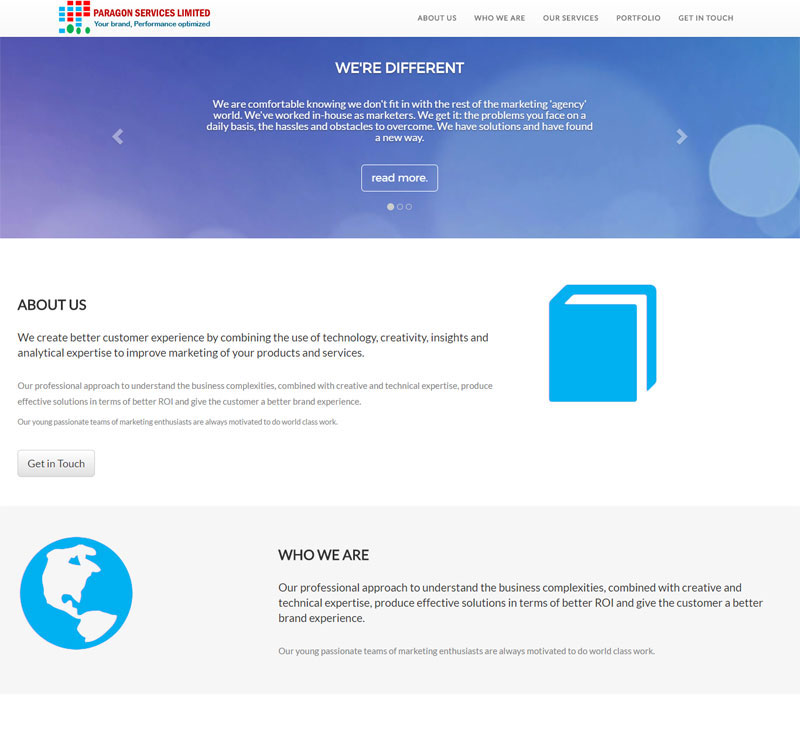 PARAGON SERVICES LIMITED
Your brand, Performance optimized
ABOUT US
WHO WE ARE
OUR SERVICES
PORTFOLIO
GET IN TOUCH
WE'RE DIFFERENT
We are comfortable knowing we don't fit in with the rest of the marketing 'agency'
world. We've worked in-house as marketers. We get it: the problems you face on a
daily basis, the hassles and obstacles to overcome. We have solutions and have found
a new way.
read more.
ABOUT US
We create better customer experience by combining the use of technology, creativity, insights and
analytical expertise to improve marketing of your products and services.
Our professional approach to understand the business complexities, combined with creative and technical expertise, produce
effective solutions in terms of better ROI and give the customer a better brand experience.
Our young passionate teams of marketing enthusiasts are always motivated to do world class work.
Get in Touch
WHO WE ARE
Our professional approach to understand the business complexities, combined with creative and
technical expertise, produce effective solutions in terms of better ROI and give the customer a better
brand experience.
Our young passionate teams of marketing enthusiasts are always motivated to do world class work.